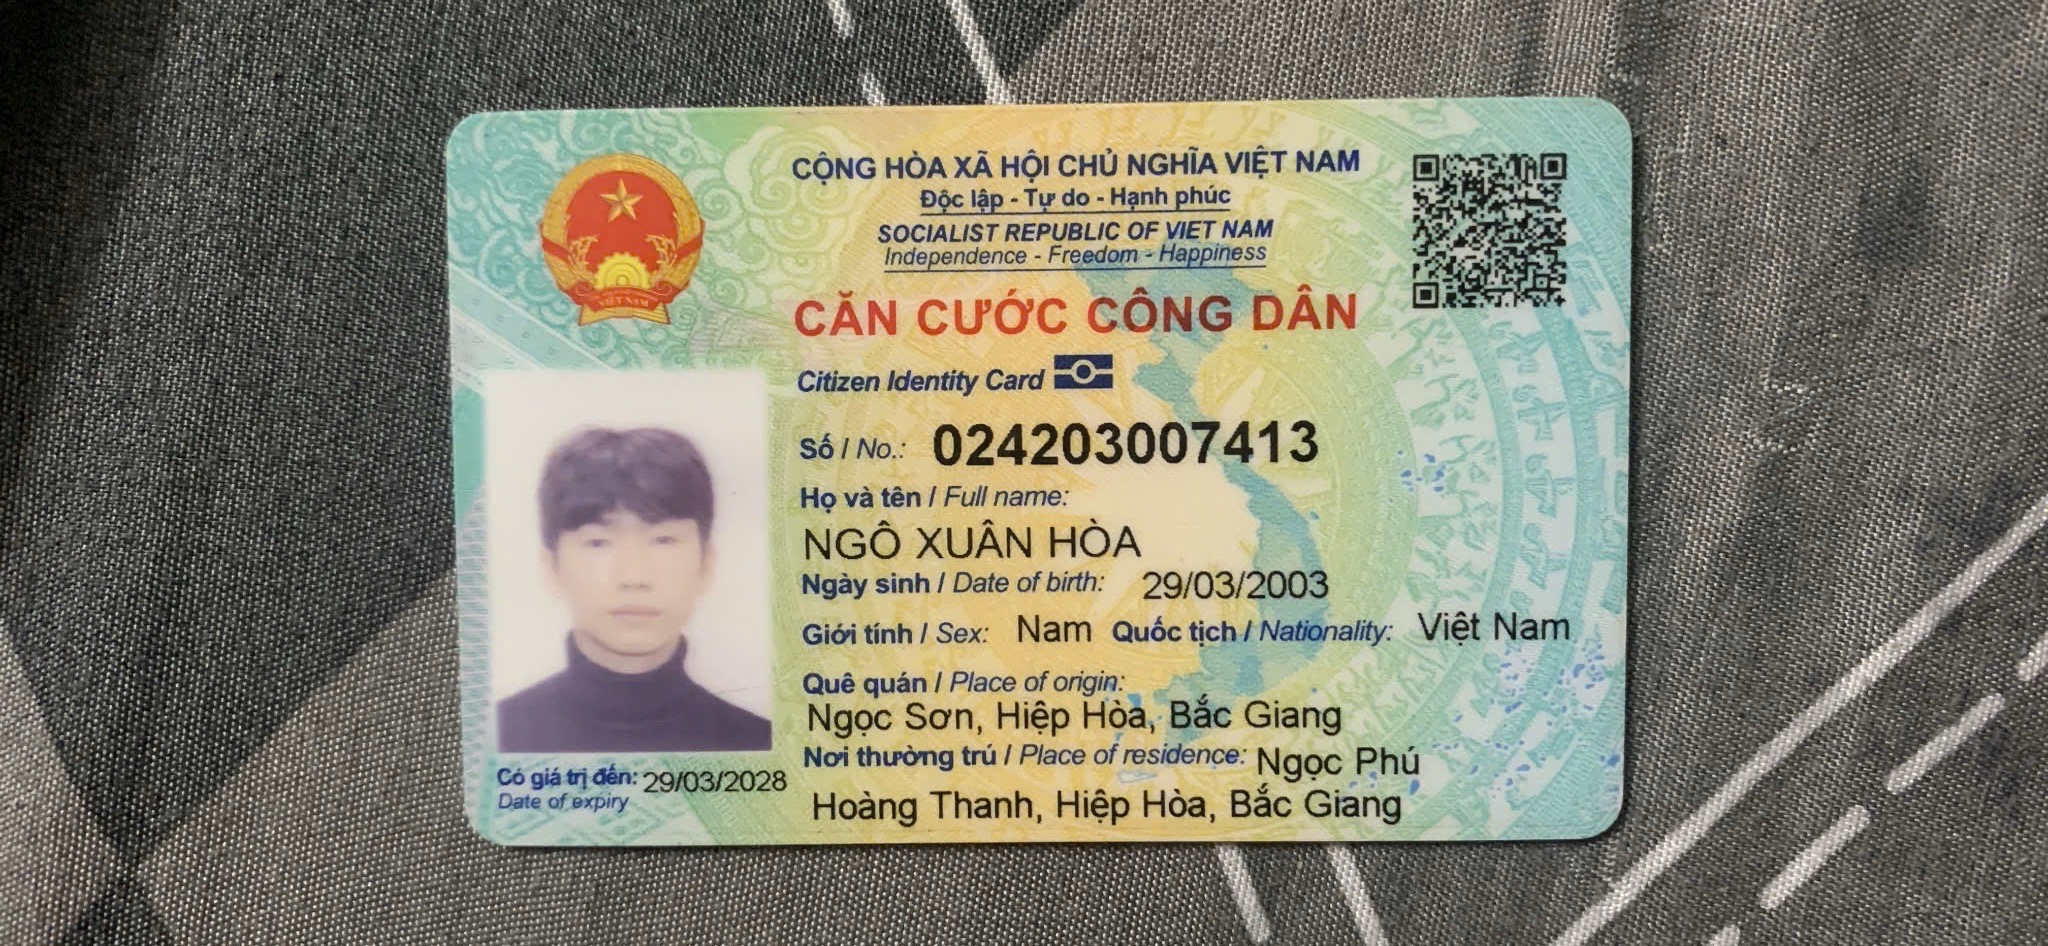 CỘNG HÒA XÃ HỘI CHỦ NGHĨA VIỆT NAM
Độc lập - Tự do - Hạnh phúc
SOCIALIST REPUBLIC OF VIET NAM
Independence - Freedom - Happiness
CĂN CƯỚC CÔNG DÂN
Citizen Identity Card
Số / No.: 024203007413
Họ và tên / Full name:
NGÔ XUÂN HÒA
Ngày sinh / Date of birth: 29/03/2003
Giới tính / Sex: Nam Quốc tịch / Nationality: Việt Nam
Quê quán / Place of origin:
Ngọc Sơn, Hiệp Hòa, Bắc Giang
Nơi thường trú / Place of residence: Ngọc Phú
Hoàng Thanh, Hiệp Hòa, Bắc Giang
Có giá trị đến: 29/03/2028
Date of expiry
VIỆT NAM